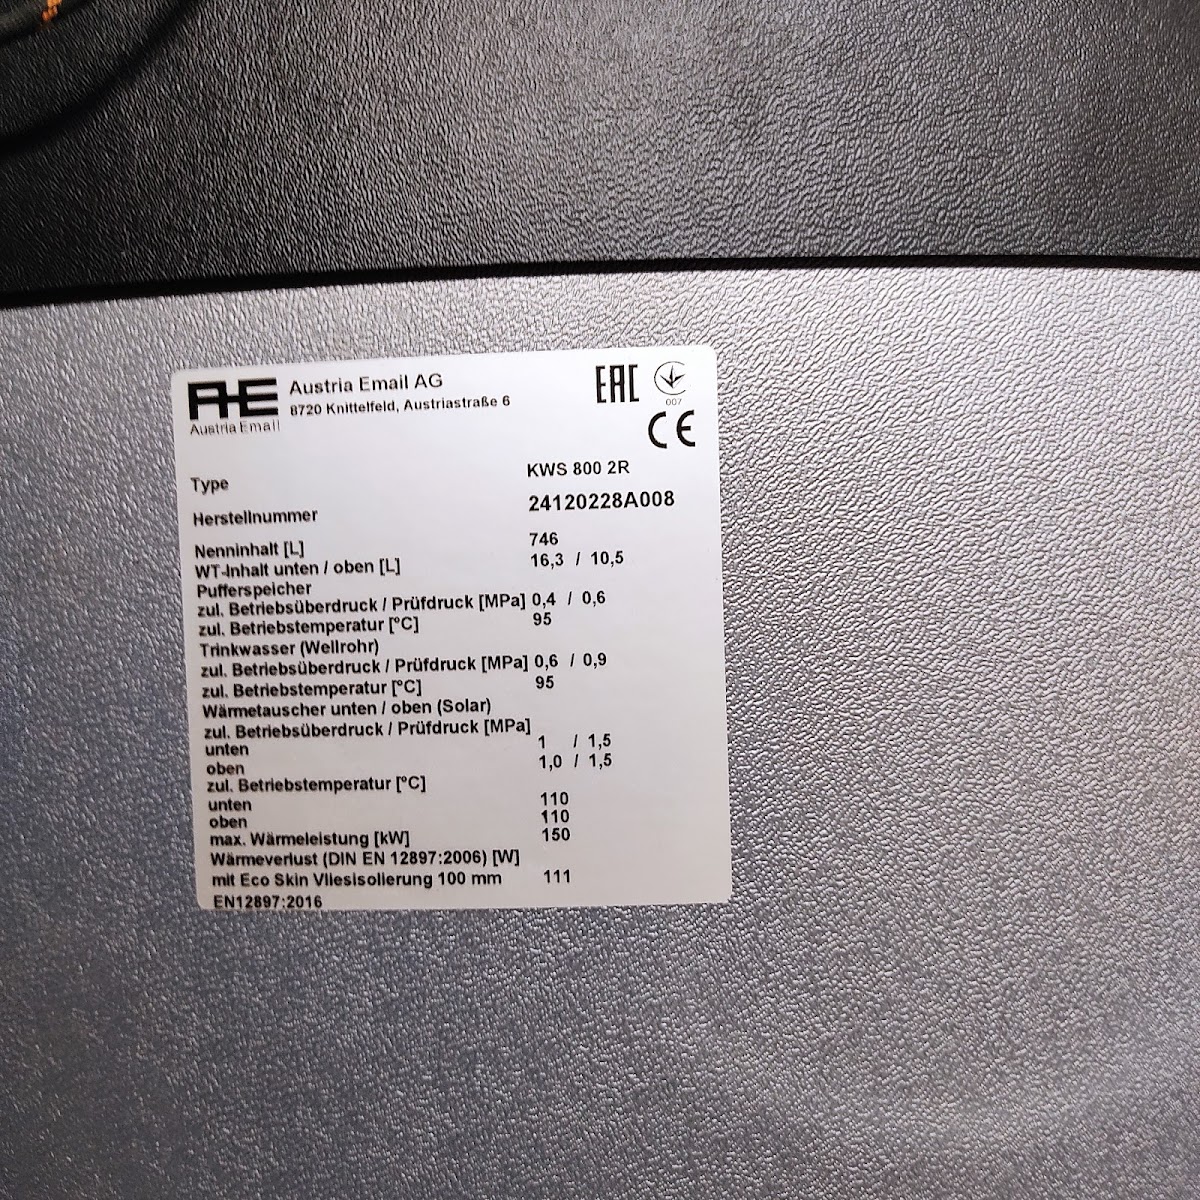 AE Austria Email AG
8720 Knittelfeld, Austriastraße 6
Austria Email
EAC
007
CE
Type KWS 800 2R
Herstellnummer 24120228A008
Nenninhalt [L] 746
WT-Inhalt unten / oben [L] 16,3 / 10,5
Pufferspeicher
zul. Betriebsüberdruck / Prüfdruck [MPa] 0,4 / 0,6
zul. Betriebstemperatur [°C] 95
Trinkwasser (Wellrohr)
zul. Betriebsüberdruck / Prüfdruck [MPa] 0,6 / 0,9
zul. Betriebstemperatur [°C] 95
Wärmetauscher unten / oben (Solar)
zul. Betriebsüberdruck / Prüfdruck [MPa]
unten 1 / 1,5
oben 1,0 / 1,5
zul. Betriebstemperatur [°C]
unten 110
oben 110
max. Wärmeleistung [kW] 150
Wärmeverlust (DIN EN 12897:2006) [W]
mit Eco Skin Vliesisolierung 100 mm 111
EN12897:2016